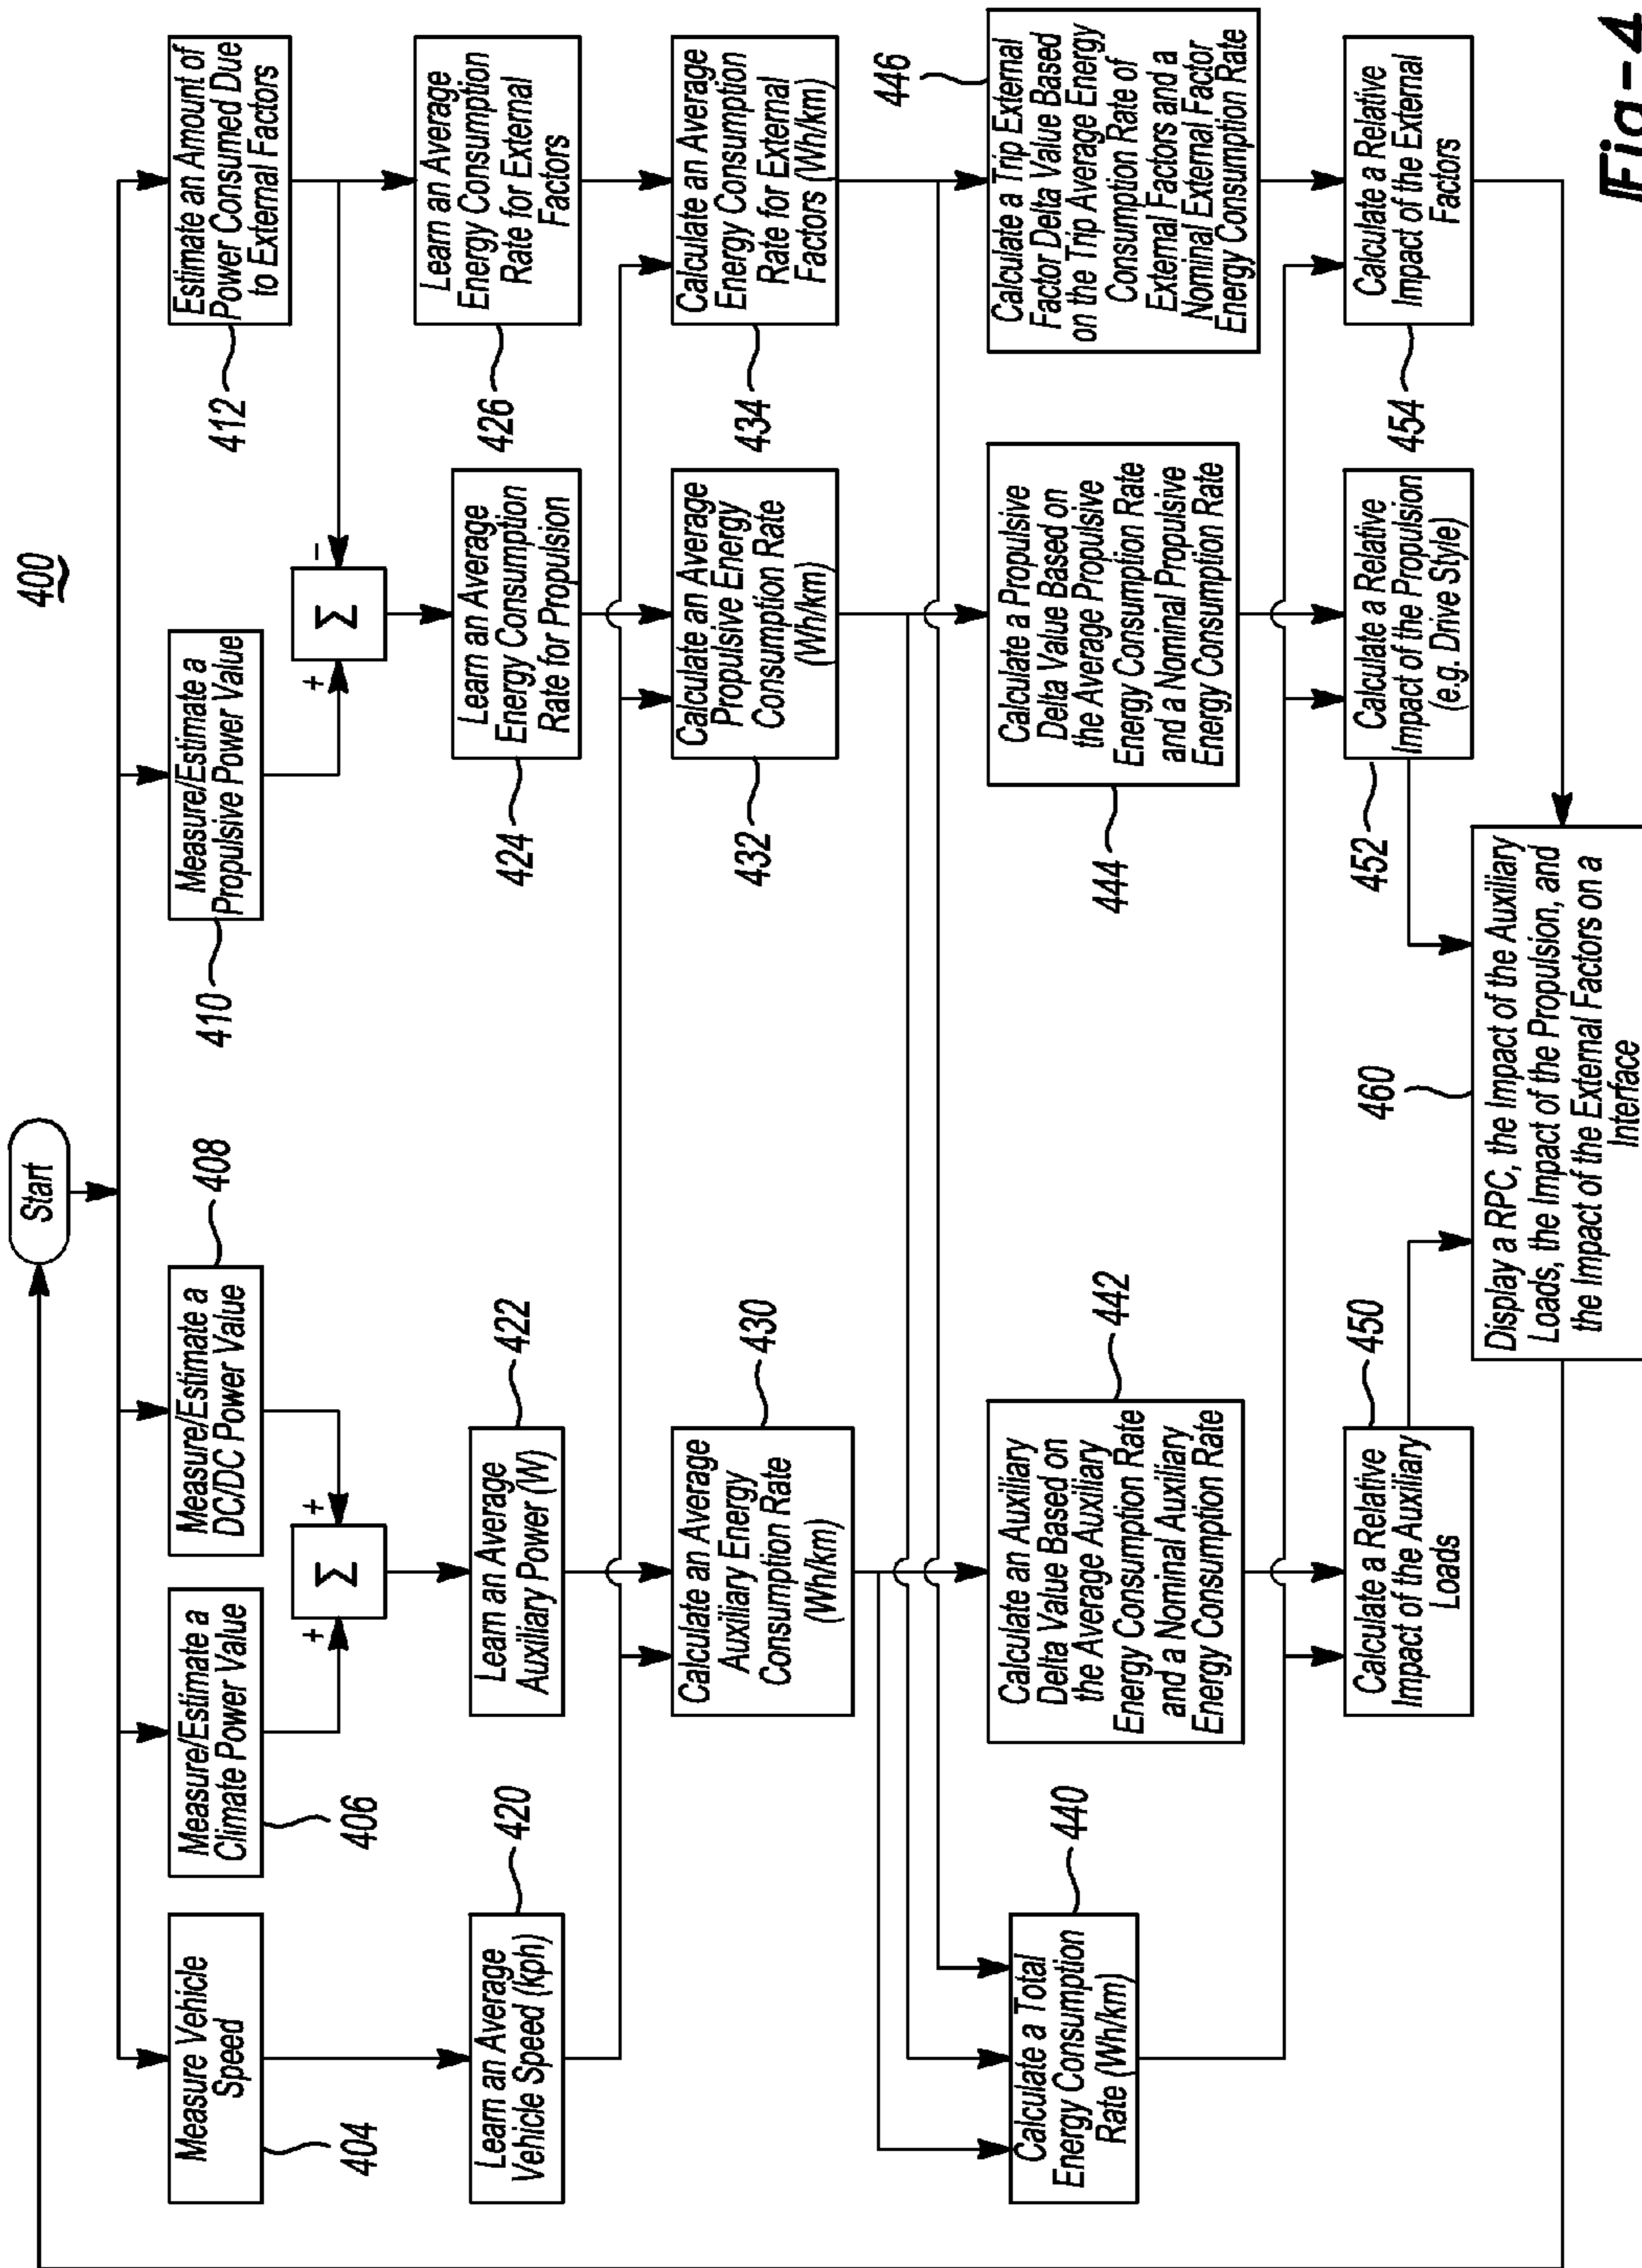 400
Start
Measure Vehicle
Speed
404
Measure/Estimate a
Climate Power Value
406
Measure/Estimate a
DC/DC Power Value
408
Measure/Estimate a
Propulsive Power Value
410
Estimate an Amount of
Power Consumed Due
to External Factors
412
+
Σ
+
+
Σ
−
Learn an Average
Vehicle Speed (kph)
420
Learn an Average
Auxiliary Power (W)
422
Learn an Average
Energy Consumption
Rate for Propulsion
424
Learn an Average
Energy Consumption
Rate for External
Factors
426
Calculate an Average
Auxiliary Energy
Consumption Rate
(Wh/km)
430
Calculate an Average
Propulsive Energy
Consumption Rate
(Wh/km)
432
Calculate an Average
Energy Consumption
Rate for External
Factors (Wh/km)
434
Calculate a Total
Energy Consumption
Rate (Wh/km)
440
Calculate an Auxiliary
Delta Value Based on
the Average Auxiliary
Energy Consumption Rate
and a Nominal Auxiliary
Energy Consumption Rate
442
Calculate a Propulsive
Delta Value Based on
the Average Propulsive
Energy Consumption Rate
and a Nominal Propulsive
Energy Consumption Rate
444
Calculate a Trip External
Factor Delta Value Based
on the Trip Average Energy
Consumption Rate of
External Factors and a
Nominal External Factor
Energy Consumption Rate
446
Calculate a Relative
Impact of the Auxiliary
Loads
450
Calculate a Relative
Impact of the Propulsion
(e.g. Drive Style)
452
Calculate a Relative
Impact of the External
Factors
454
Display a RPC, the Impact of the Auxiliary
Loads, the Impact of the Propulsion, and
the Impact of the External Factors on a
Interface
460
Fig-4